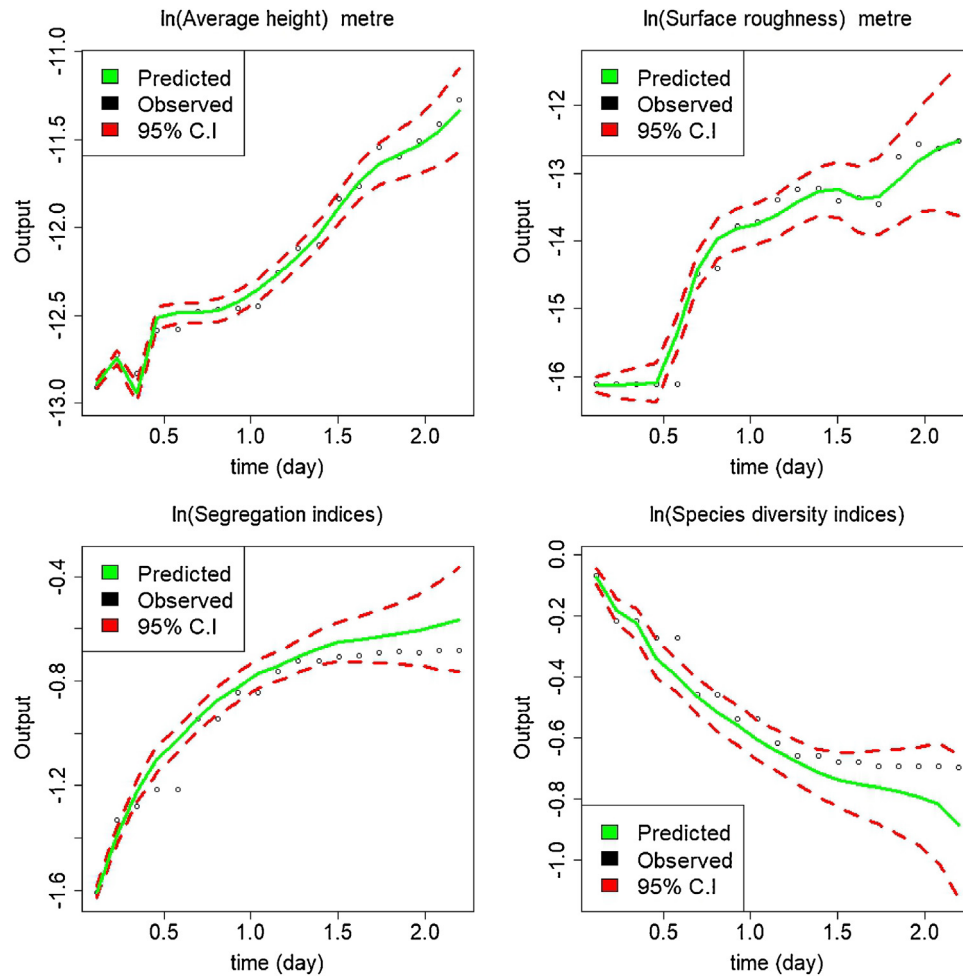 ln(Average height) metre
Output
-11.0
-11.5
-12.0
-12.5
-13.0
Predicted
Observed
95% C.I
0.5 1.0 1.5 2.0
time (day)
ln(Surface roughness) metre
Output
-12
-13
-14
-15
-16
Predicted
Observed
95% C.I
0.5 1.0 1.5 2.0
time (day)
ln(Segregation indices)
Output
-0.4
-0.8
-1.2
-1.6
Predicted
Observed
95% C.I
0.5 1.0 1.5 2.0
time (day)
ln(Species diversity indices)
Output
0.0
-0.2
-0.4
-0.6
-0.8
-1.0
Predicted
Observed
95% C.I
0.5 1.0 1.5 2.0
time (day)